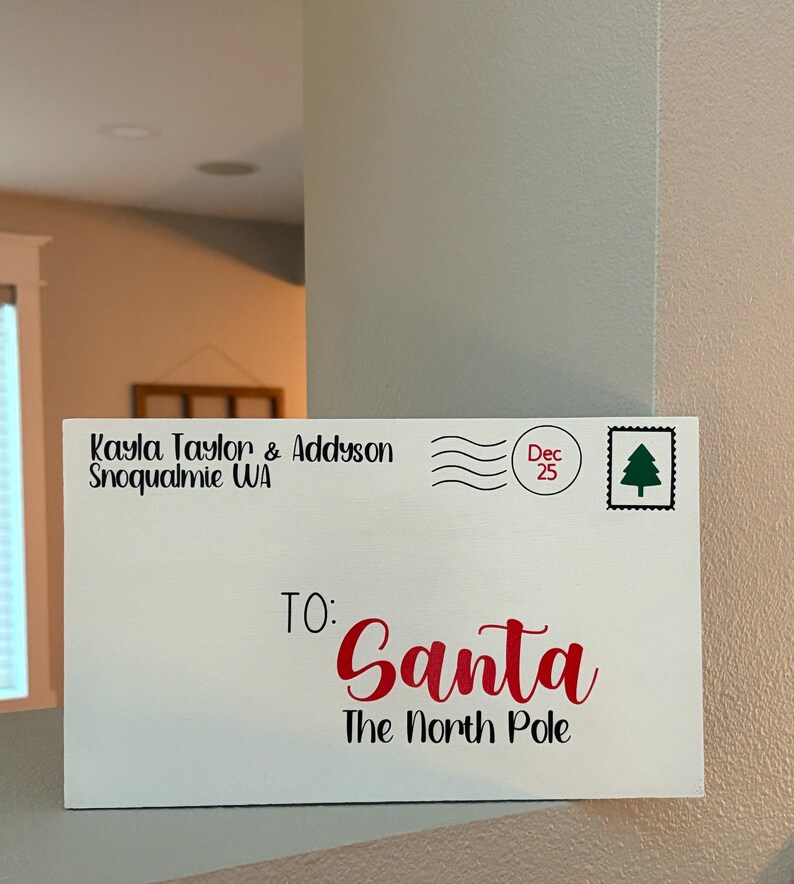 Kayla Taylor & Addyson
Snoqualmie WA
Dec
25
TO:
Santa
The North Pole